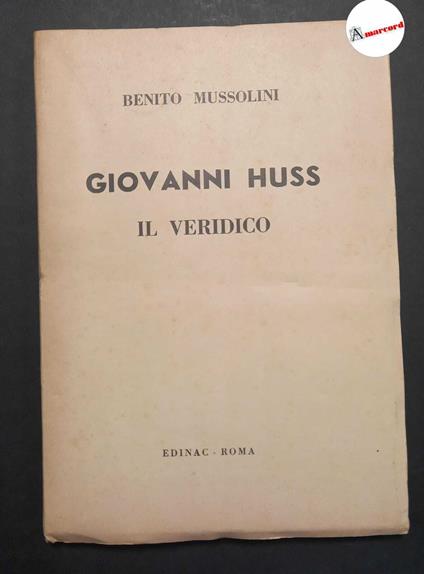 Amarcord
BENITO MUSSOLINI
GIOVANNI HUSS
IL VERIDICO
EDINAC - ROMA